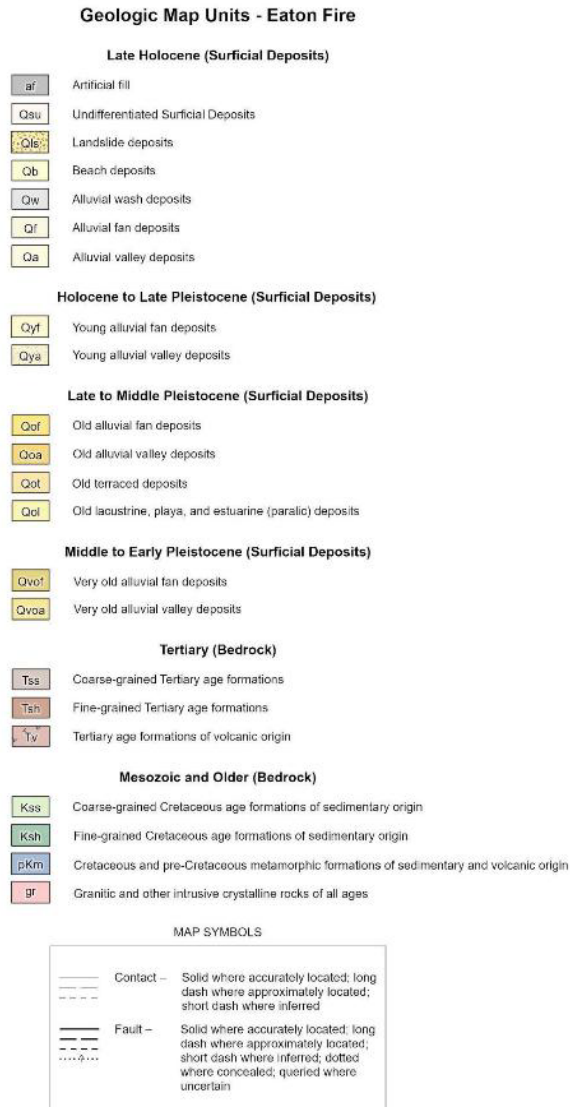 Geologic Map Units - Eaton Fire
Late Holocene (Surficial Deposits)
af Artificial fill
Qsu Undifferentiated Surficial Deposits
Qls Landslide deposits
Qb Beach deposits
Qw Alluvial wash deposits
Qf Alluvial fan deposits
Qa Alluvial valley deposits
Holocene to Late Pleistocene (Surficial Deposits)
Qyf Young alluvial fan deposits
Qya Young alluvial valley deposits
Late to Middle Pleistocene (Surficial Deposits)
Qof Old alluvial fan deposits
Qoa Old alluvial valley deposits
Qot Old terraced deposits
Qol Old lacustrine, playa, and estuarine (paralic) deposits
Middle to Early Pleistocene (Surficial Deposits)
Qvof Very old alluvial fan deposits
Qvoa Very old alluvial valley deposits
Tertiary (Bedrock)
Tss Coarse-grained Tertiary age formations
Tsh Fine-grained Tertiary age formations
Tv Tertiary age formations of volcanic origin
Mesozoic and Older (Bedrock)
Kss Coarse-grained Cretaceous age formations of sedimentary origin
Ksh Fine-grained Cretaceous age formations of sedimentary origin
pKm Cretaceous and pre-Cretaceous metamorphic formations of sedimentary and volcanic origin
gr Granitic and other intrusive crystalline rocks of all ages
MAP SYMBOLS
Contact – Solid where accurately located; long
dash where approximately located;
short dash where inferred
Fault – Solid where accurately located; long
dash where approximately located;
short dash where inferred; dotted
where concealed; queried where
uncertain
?